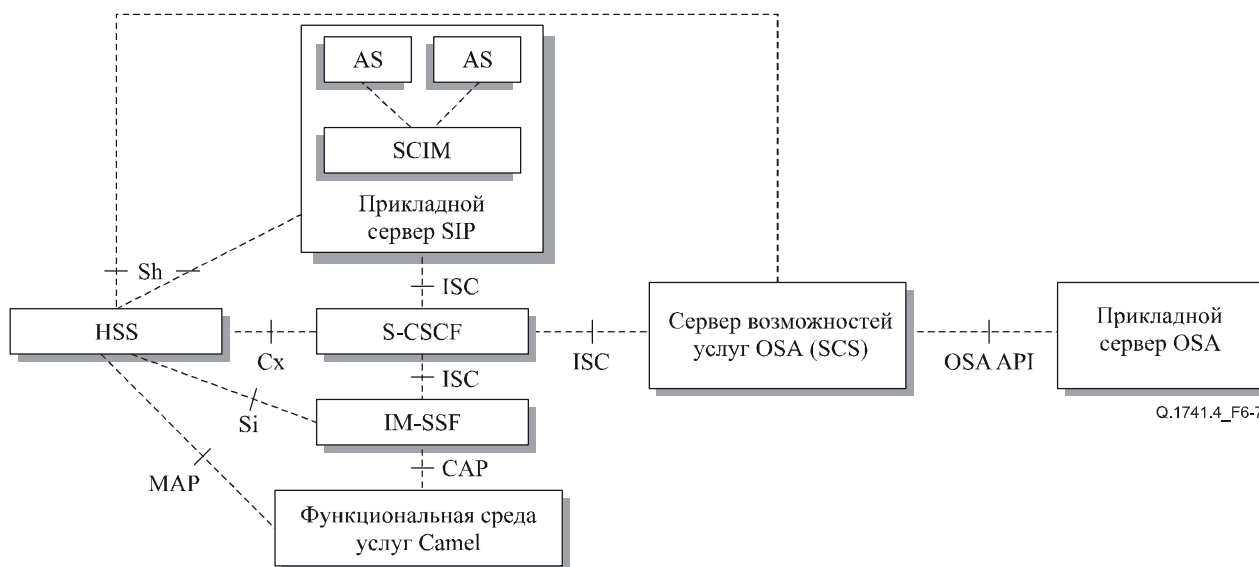 AS
AS
SCIM
Прикладной
сервер SIP
Sh
ISC
HSS
S-CSCF
Cx
ISC
Сервер возможностей
услуг OSA (SCS)
OSA API
Прикладной
сервер OSA
ISC
Si
IM-SSF
Q.1741.4_F6-7
MAP
CAP
Функциональная среда
услуг Camel